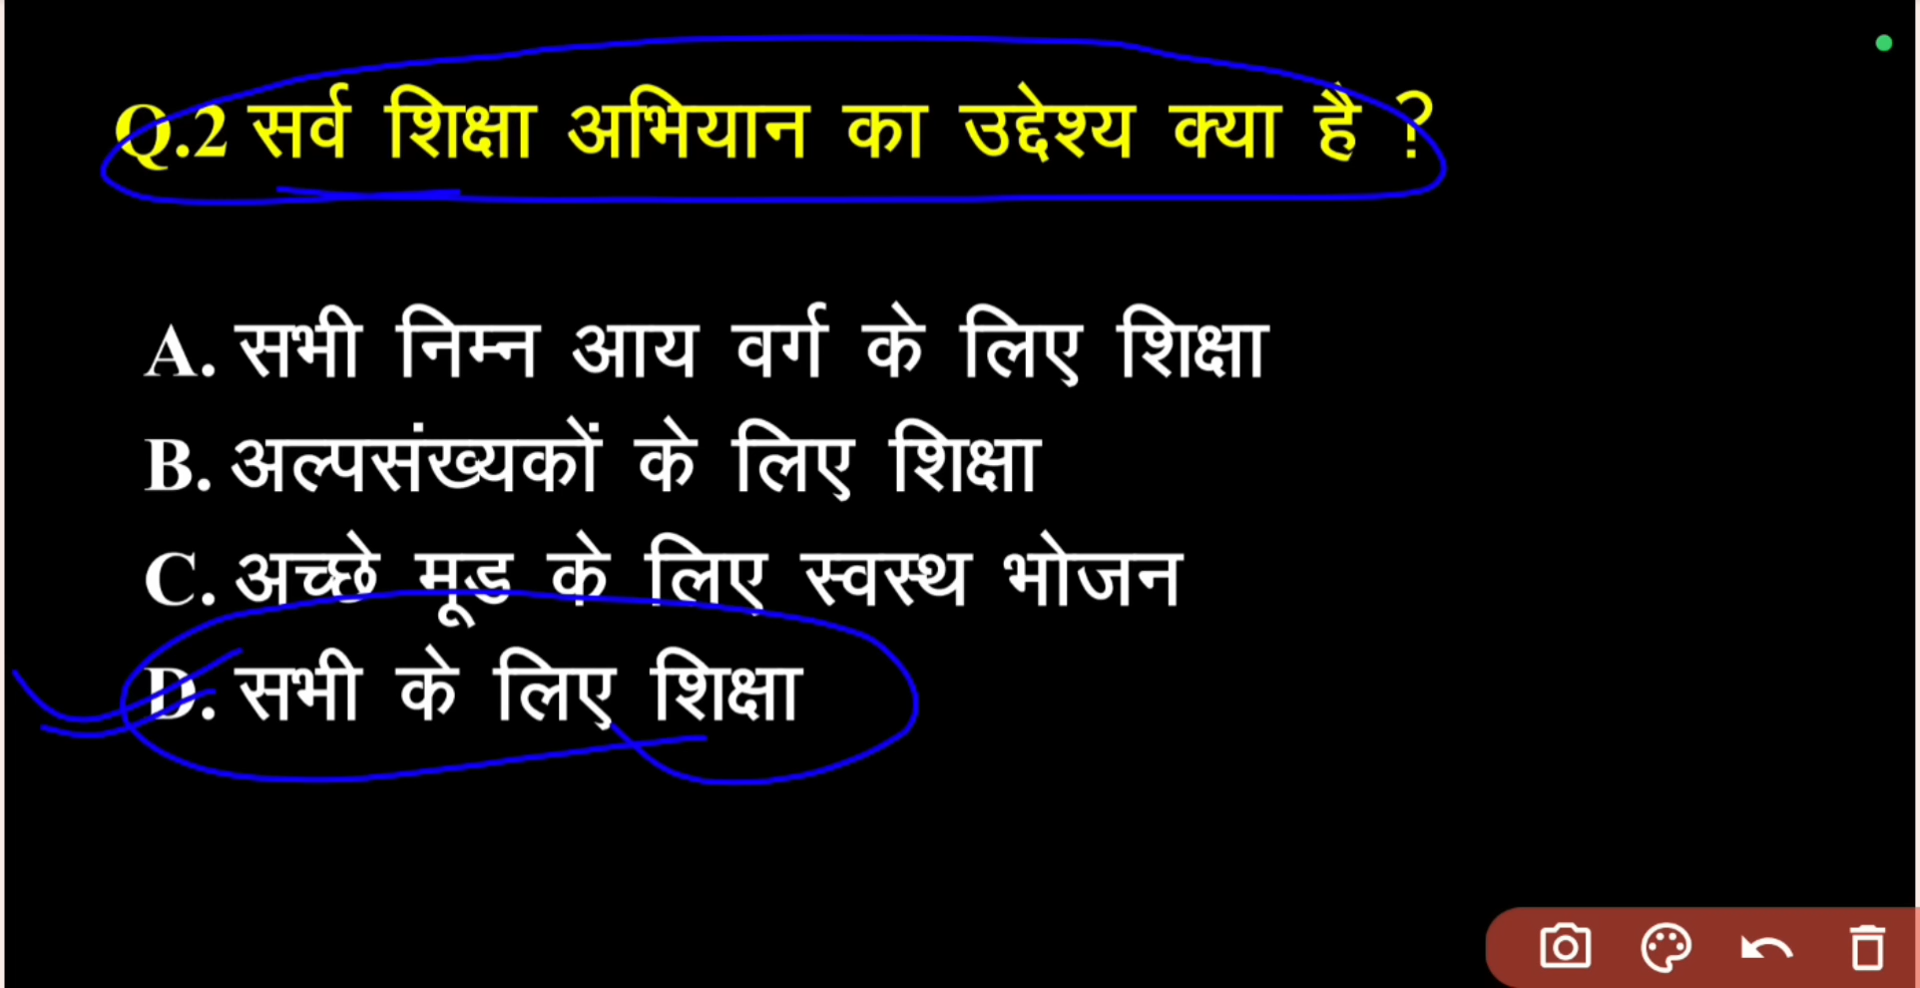 Q.2 सर्व शिक्षा अभियान का उद्देश्य क्या है ?
A. सभी निम्न आय वर्ग के लिए शिक्षा
B. अल्पसंख्यकों के लिए शिक्षा
C. अच्छे मूड के लिए स्वस्थ भोजन
D. सभी के लिए शिक्षा